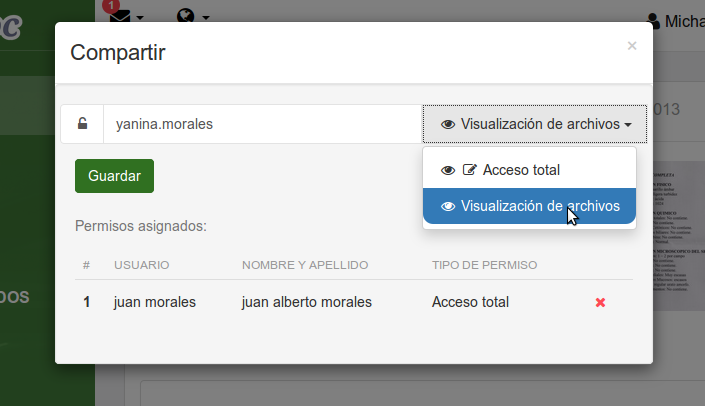 1
Micha
Compartir
×
yanina.morales
Visualización de archivos
2013
Acceso total
Visualización de archivos
Guardar
Permisos asignados:
# USUARIO NOMBRE Y APELLIDO TIPO DE PERMISO
1 juan morales juan alberto morales Acceso total
DOS